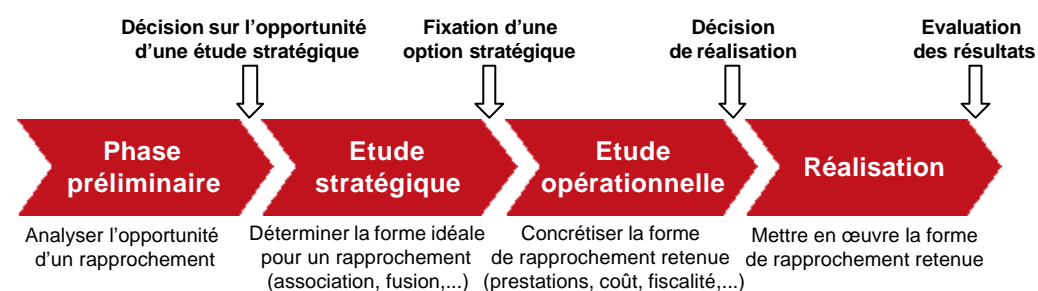 Décision sur l’opportunité
d’une étude stratégique
Fixation d’une
option stratégique
Décision
de réalisation
Evaluation
des résultats
Phase
préliminaire
Etude
stratégique
Etude
opérationnelle
Réalisation
Analyser l’opportunité
d’un rapprochement
Déterminer la forme idéale
pour un rapprochement
(association, fusion,...)
Concrétiser la forme
de rapprochement retenue
(prestations, coût, fiscalité,...)
Mettre en œuvre la forme
de rapprochement retenue